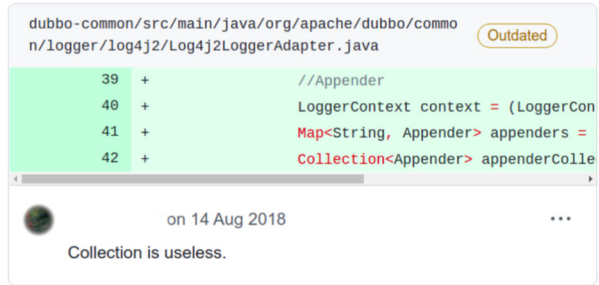 dubbo-common/src/main/java/org/apache/dubbo/commo
n/logger/log4j2/Log4j2LoggerAdapter.java
Outdated
39 + //Appender
40 + LoggerContext context = (LoggerCon
41 + Map<String, Appender> appenders =
42 + Collection<Appender> appenderColle
on 14 Aug 2018
Collection is useless.